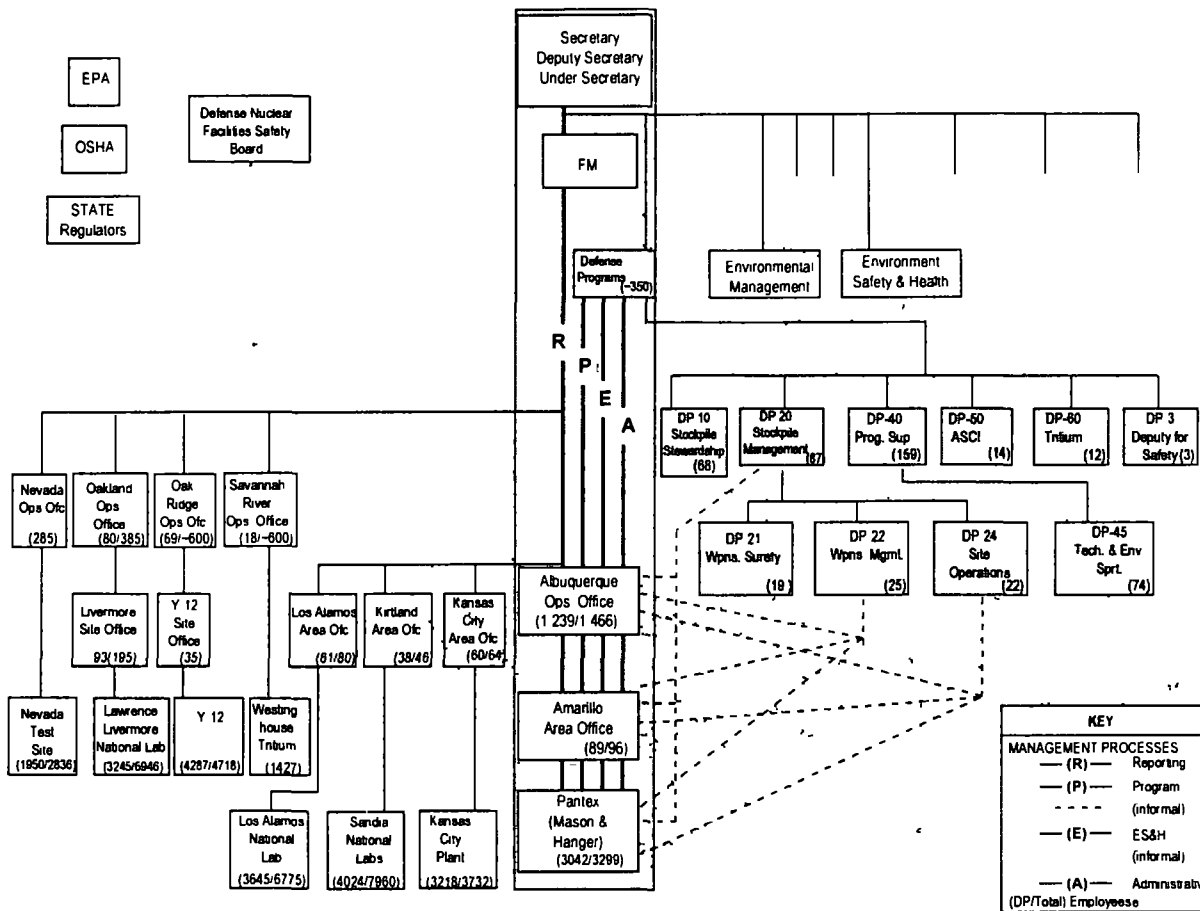 Secretary
Deputy Secretary
Under Secretary
EPA
Defense Nuclear
Facilities Safety
Board
OSHA
FM
STATE
Regulators
Defense
Programs
(~350)
Environmental
Management
Environment
Safety & Health
R
P
E
A
DP 10
Stockpile
Stewardship
(68)
DP 20
Stockpile
Management
(87)
DP-40
Prog. Sup
(159)
DP-50
ASCI
(14)
DP-60
Tritium
(12)
DP 3
Deputy for
Safety (3)
Nevada
Ops Ofc
(285)
Oakland
Ops
Office
(80/385)
Oak
Ridge
Ops Ofc
(69/~600)
Savannah
River
Ops Office
(18/~600)
DP 21
Wpns. Surety
(19)
DP 22
Wpns Mgmt.
(25)
DP 24
Site
Operations
(22)
DP-45
Tech. & Env
Sprt.
(74)
Livermore
Site Office
93(195)
Y 12
Site
Office
(35)
Los Alamos
Area Ofc
(61/80)
Kirtland
Area Ofc
(38/46)
Kansas
City
Area Ofc
(60/64)
Albuquerque
Ops Office
(1 239/1 466)
Nevada
Test
Site
(1950/2836)
Lawrence
Livermore
National Lab
(3245/6946)
Y 12
(4287/4718)
Westing
house
Tritium
(1427)
Amarillo
Area Office
(89/96)
Los Alamos
National
Lab
(3645/6775)
Sandia
National
Labs
(4024/7960)
Kansas
City
Plant
(3218/3732)
Pantex
(Mason &
Hanger)
(3042/3299)
KEY
MANAGEMENT PROCESSES
(R) Reporting
(P) Program
(informal)
(E) ES&H
(informal)
(A) Administrativ
(DP/Total) Employeese